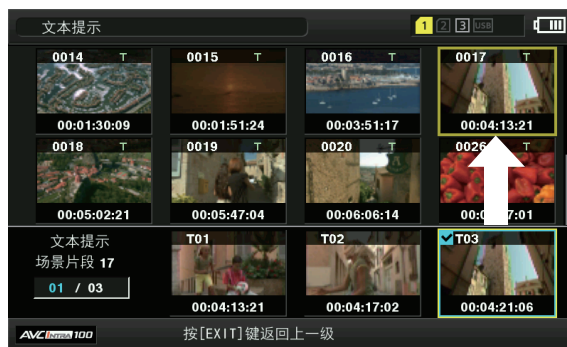 文本提示
1 2 3 USB
0014 T 0015 T 0016 T 0017 T
00:01:30:09 00:01:51:24 00:03:51:17 00:04:13:21
0018 T 0019 T 0020 T 0026 T
00:05:02:21 00:05:47:04 00:06:06:14
文本提示
场景片段 17
01 / 03
T01 T02 T03
00:04:13:21 00:04:17:02 00:04:21:06
AVC INTRA 100 按[EXIT]键返回上一级